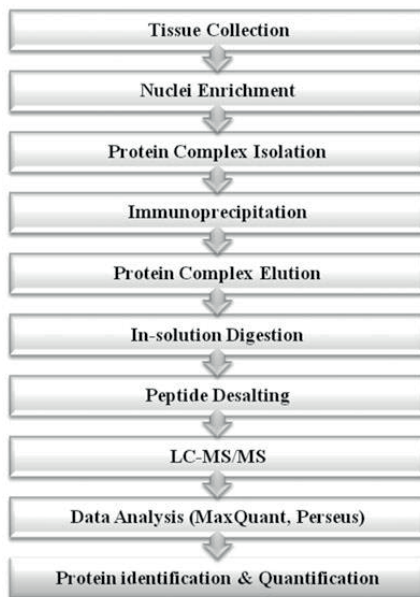 Tissue Collection
Nuclei Enrichment
Protein Complex Isolation
Immunoprecipitation
Protein Complex Elution
In-solution Digestion
Peptide Desalting
LC-MS/MS
Data Analysis (MaxQuant, Perseus)
Protein identification & Quantification